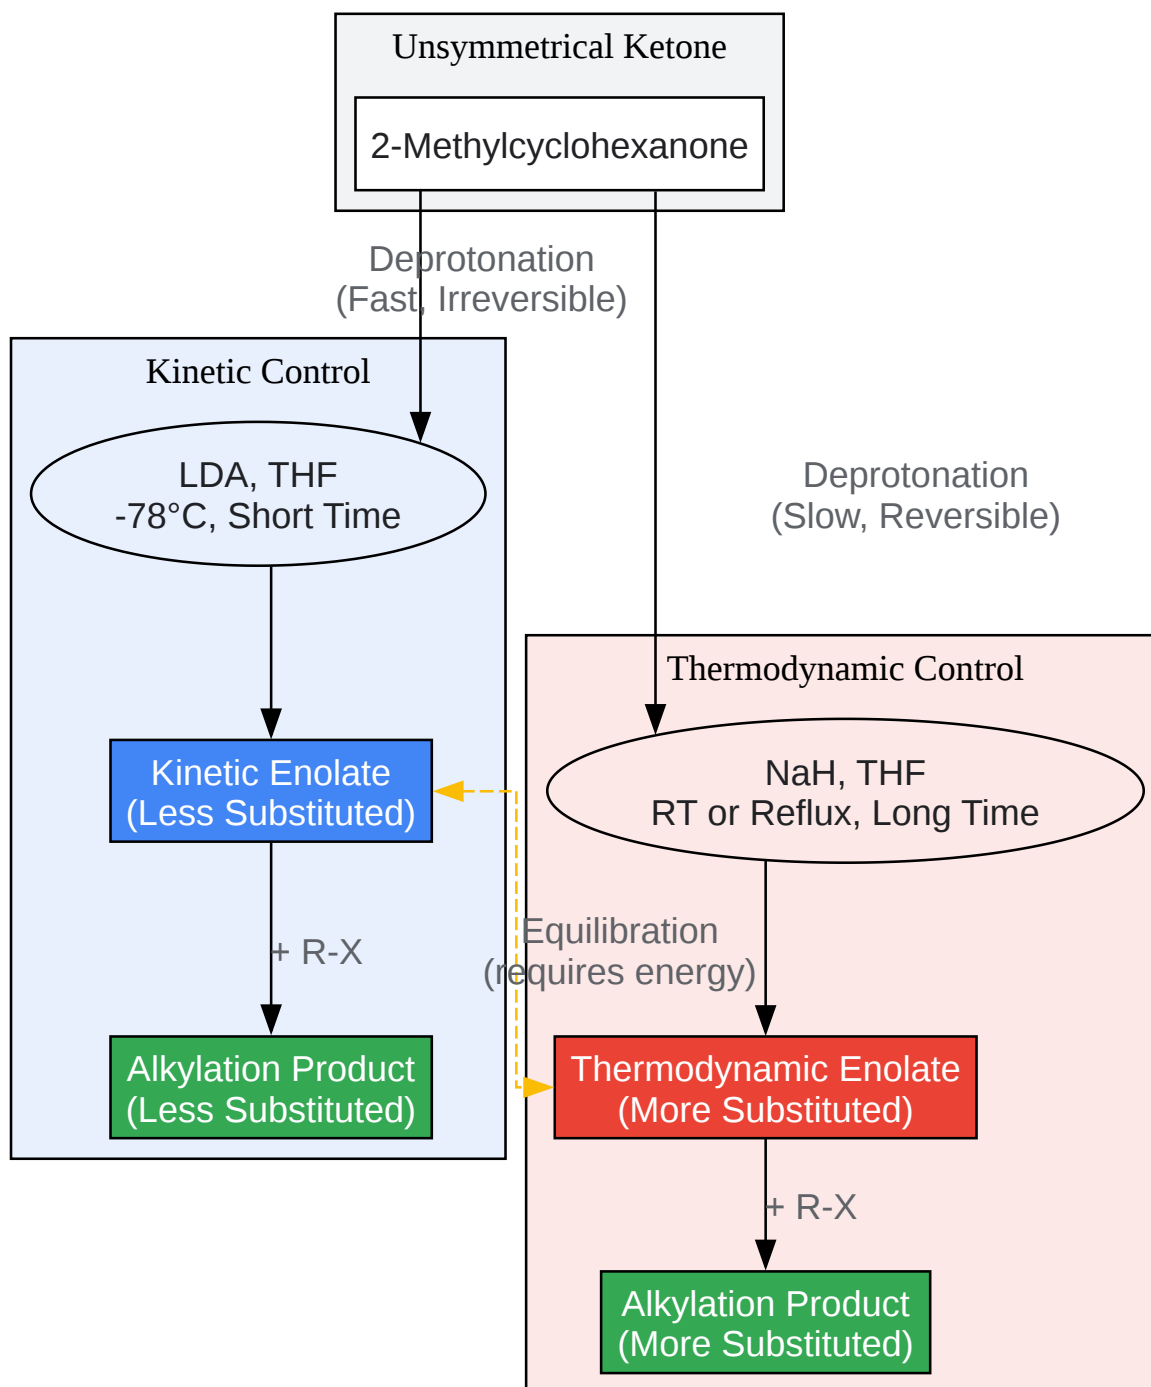 Unsymmetrical Ketone
2-Methylcyclohexanone
Deprotonation
(Fast, Irreversible)
Kinetic Control
LDA, THF
-78°C, Short Time
Deprotonation
(Slow, Reversible)
Thermodynamic Control
Kinetic Enolate
(Less Substituted)
NaH, THF
RT or Reflux, Long Time
+ R-X
Equilibration
(requires energy)
Alkylation Product
(Less Substituted)
Thermodynamic Enolate
(More Substituted)
+ R-X
Alkylation Product
(More Substituted)